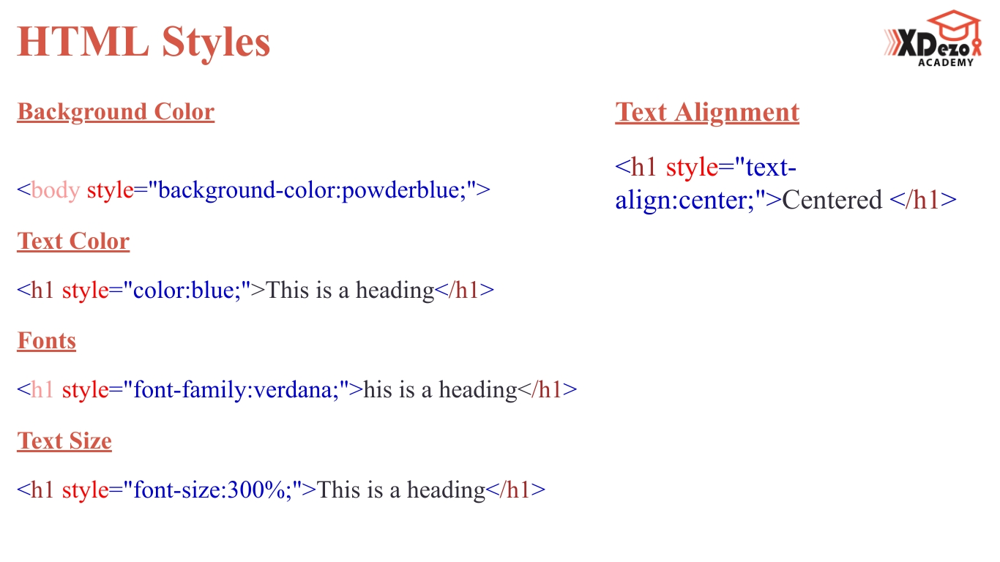 HTML Styles
XDezo
ACADEMY
Background Color
<body style="background-color:powderblue;">
Text Color
<h1 style="color:blue;">This is a heading</h1>
Fonts
<h1 style="font-family:verdana;">his is a heading</h1>
Text Size
<h1 style="font-size:300%;">This is a heading</h1>
Text Alignment
<h1 style="text-
align:center;">Centered </h1>